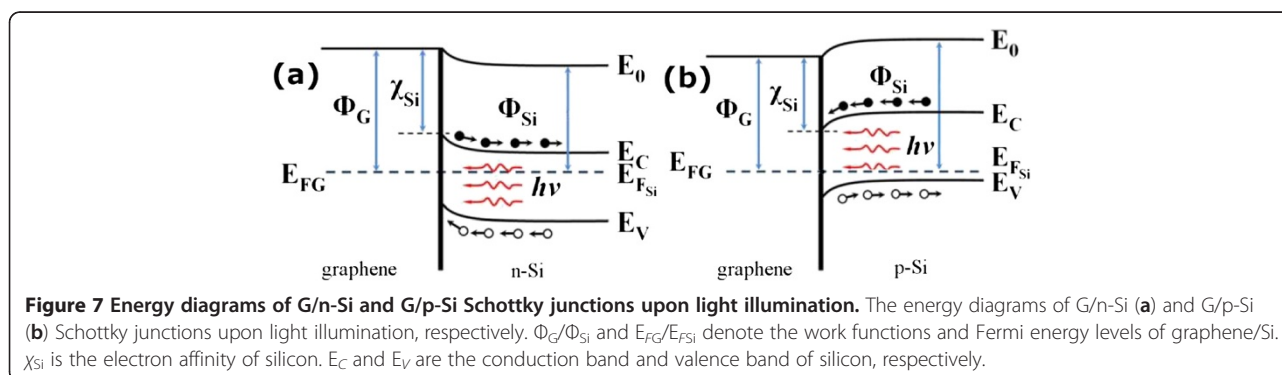 (a)
Φ_G
χ_Si
Φ_Si
E_0
E_C
E_FG
E_F_Si
hν
E_V
graphene
n-Si
(b)
Φ_G
χ_Si
Φ_Si
E_0
E_C
hν
E_FG
E_F_Si
E_V
graphene
p-Si
Figure 7 Energy diagrams of G/n-Si and G/p-Si Schottky junctions upon light illumination. The energy diagrams of G/n-Si (a) and G/p-Si
(b) Schottky junctions upon light illumination, respectively. Φ_G/Φ_Si and E_FG/E_FSi denote the work functions and Fermi energy levels of graphene/Si.
χ_Si is the electron affinity of silicon. E_C and E_V are the conduction band and valence band of silicon, respectively.